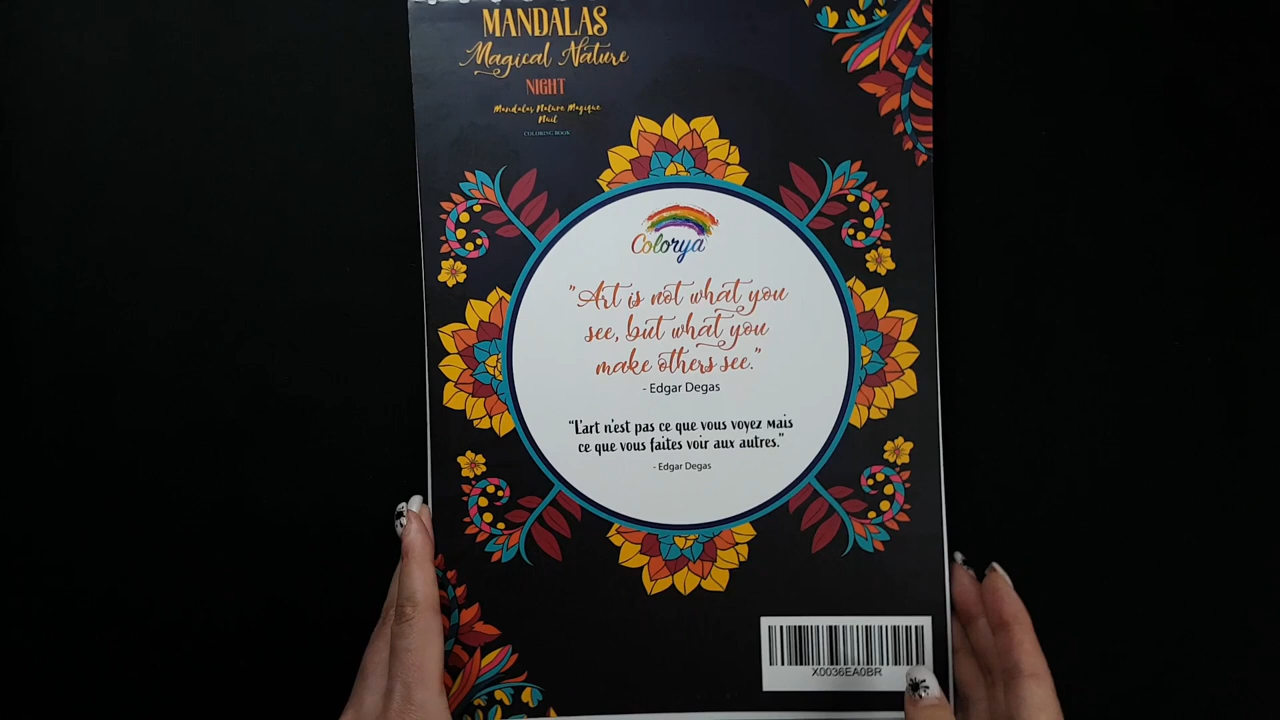 MANDALAS
Magical Nature
NIGHT
Mandalas Nature Magique
Nuit
COLORING BOOK
Colorya
"Art is not what you
see, but what you
make others see."
- Edgar Degas
"L'art n'est pas ce que vous voyez mais
ce que vous faites voir aux autres."
- Edgar Degas
X0036EA0BR